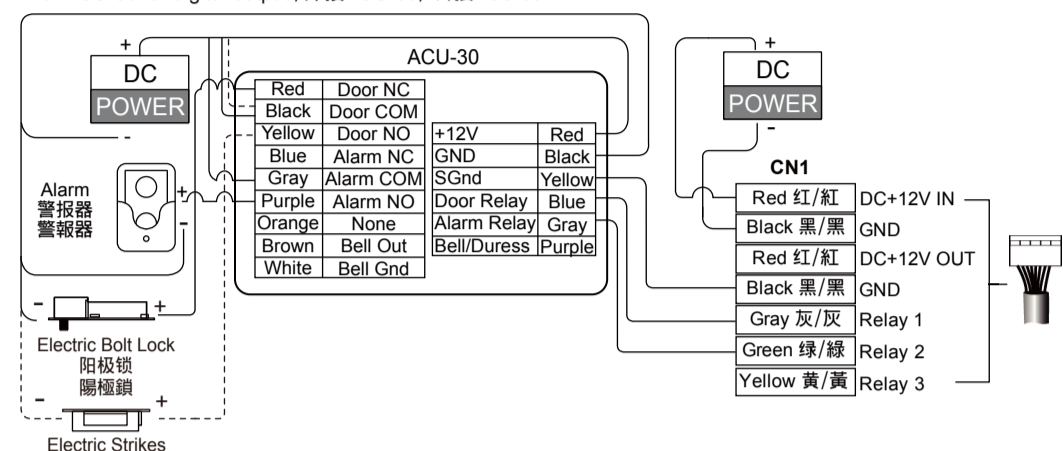 ACU-30
+
DC
POWER
-
Red Door NC
Black Door COM
Yellow Door NO
Blue Alarm NC
Gray Alarm COM
Purple Alarm NO
Orange None
Brown Bell Out
White Bell Gnd
+12V Red
GND Black
SGnd Yellow
Door Relay Blue
Alarm Relay Gray
Bell/Duress Purple
Alarm
警报器
警報器
+
-
- +
Electric Bolt Lock
阳极锁
陽極鎖
- +
Electric Strikes
+
DC
POWER
-
CN1
Red 红/紅 DC+12V IN
Black 黑/黑 GND
Red 红/紅 DC+12V OUT
Black 黑/黑 GND
Gray 灰/灰 Relay 1
Green 绿/綠 Relay 2
Yellow 黄/黃 Relay 3